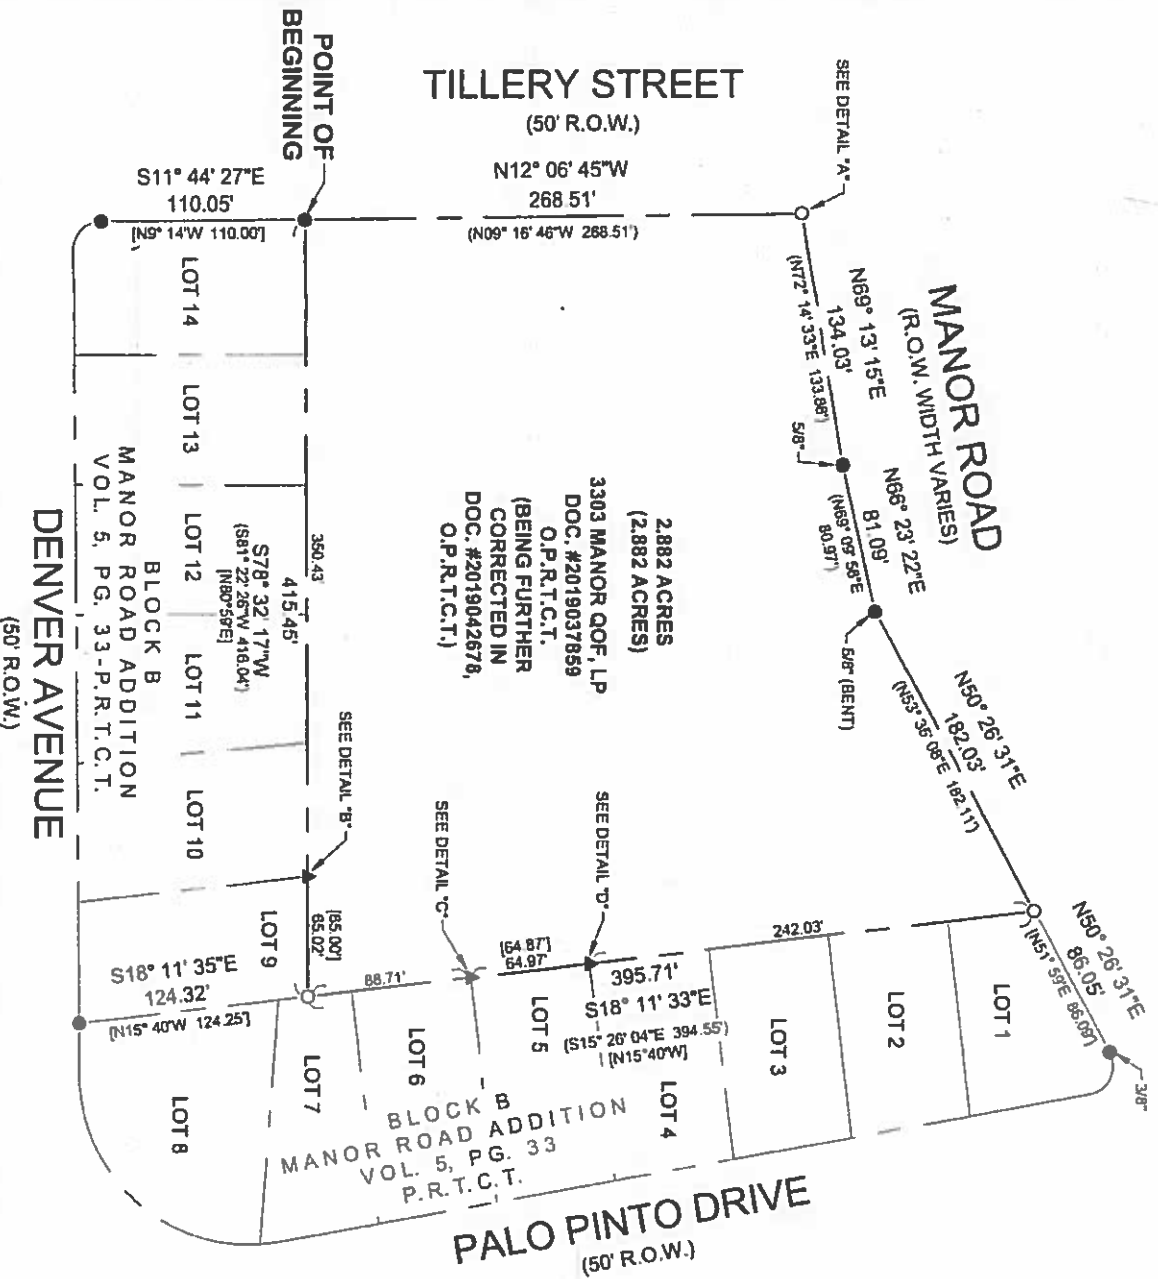 TILLERY STREET
(50' R.O.W.)
N12° 06' 45"W
268.51'
(N09° 16' 46"W 268.51')
POINT OF
BEGINNING
S11° 44' 27"E
110.05'
[N9° 14'W 110.00']
SEE DETAIL "A"
MANOR ROAD
(R.O.W. WIDTH VARIES)
N69° 13' 15"E
134.03'
(N72° 14' 33"E 133.86')
5/8"
N66° 23' 22"E
81.09'
(N69° 09' 56"E
80.97')
5/8" (BENT)
N50° 26' 31"E
182.03'
(N53° 35' 08"E 182.11')
N50° 26' 31"E
86.05'
[N51° 59'E 86.09']
3/8"
2.882 ACRES
(2.882 ACRES)
3303 MANOR QOF, LP
DOC. #2019037859
O.P.R.T.C.T.
(BEING FURTHER
CORRECTED IN
DOC. #2019042678,
O.P.R.T.C.T.)
350.43'
415.45'
S78° 32' 17"W
(S81° 22' 26"W 416.04')
[N80°59'E]
SEE DETAIL "B"
SEE DETAIL "C"
SEE DETAIL "D"
[65.00']
65.02'
88.71'
[64.87']
64.97'
242.03'
395.71'
S18° 11' 33"E
(S15° 26' 04"E 394.55')
[N15°40'W]
S18° 11' 35"E
124.32'
[N15° 40'W 124.25']
LOT 14
LOT 13
LOT 12
LOT 11
LOT 10
LOT 9
LOT 8
LOT 7
LOT 6
LOT 5
LOT 4
LOT 3
LOT 2
LOT 1
BLOCK B
MANOR ROAD ADDITION
VOL. 5, PG. 33-P.R.T.C.T.
DENVER AVENUE
(50' R.O.W.)
BLOCK B
MANOR ROAD ADDITION
VOL. 5, PG. 33
P.R.T.C.T.
PALO PINTO DRIVE
(50' R.O.W.)